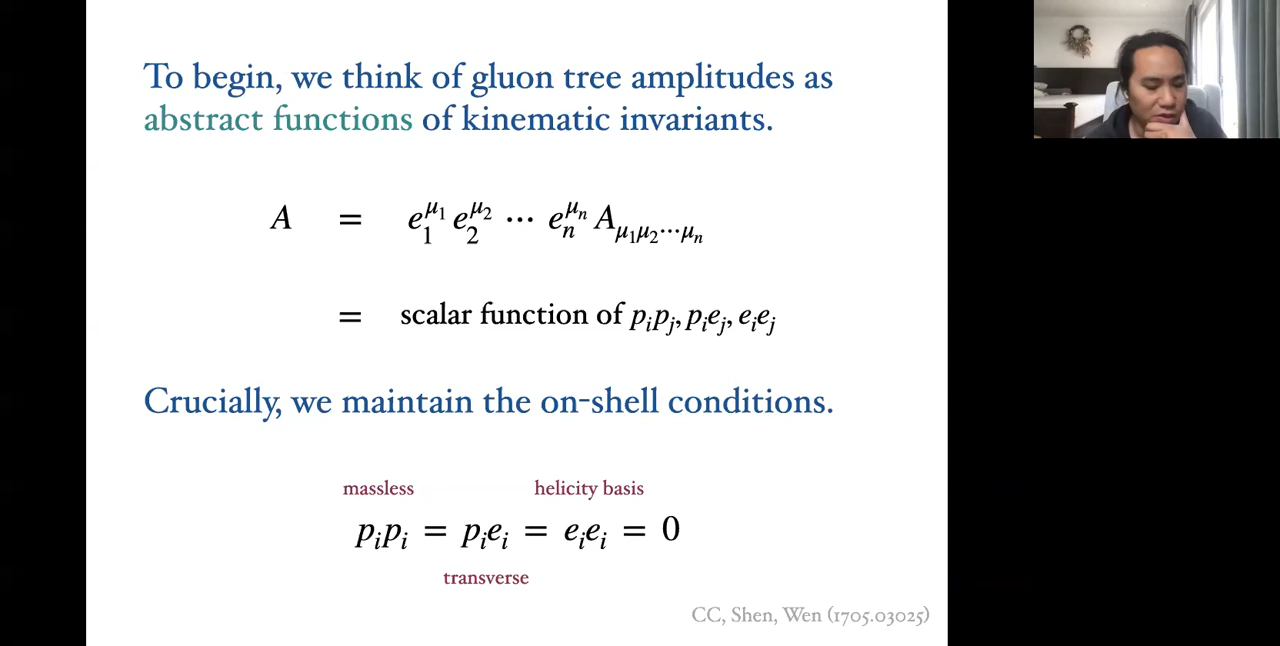 To begin, we think of gluon tree amplitudes as
abstract functions of kinematic invariants.
A = e_1^{μ_1} e_2^{μ_2} ⋯ e_n^{μ_n} A_{μ_1μ_2⋯μ_n}
= scalar function of p_ip_j, p_ie_j, e_ie_j
Crucially, we maintain the on-shell conditions.
massless helicity basis
p_ip_i = p_ie_i = e_ie_i = 0
transverse
CC, Shen, Wen (1705.03025)